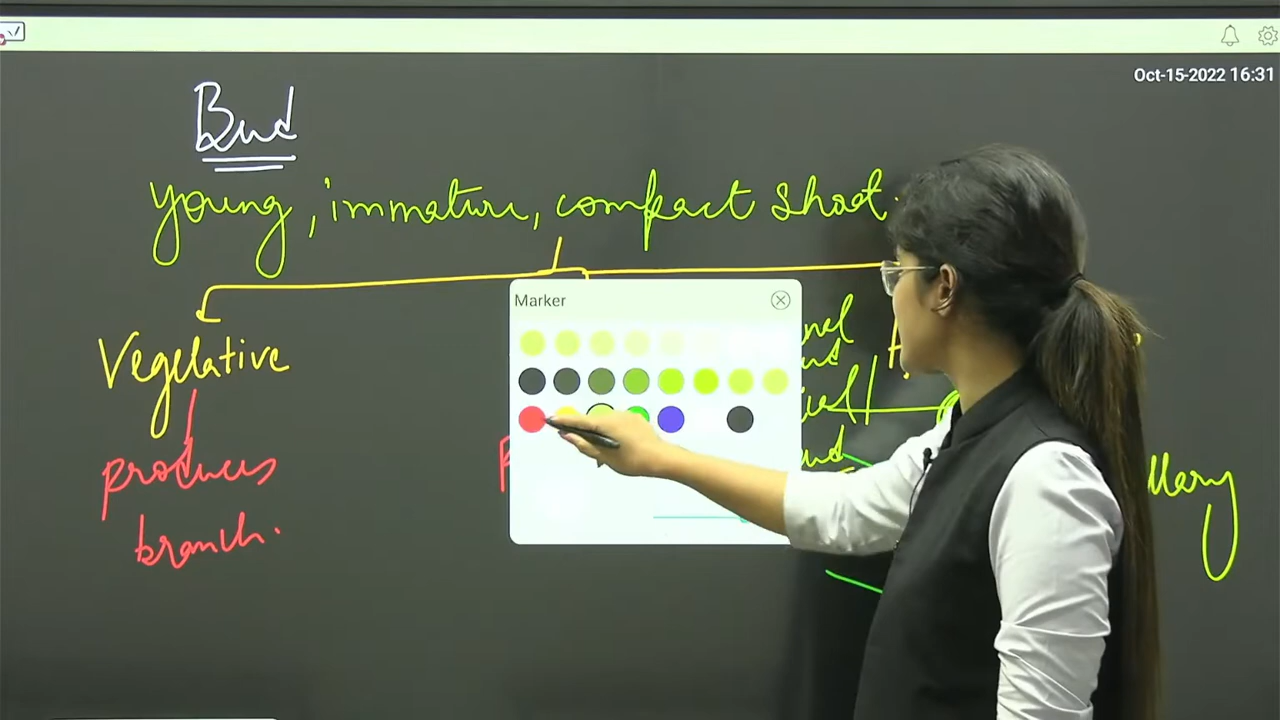 Oct-15-2022 16:31
Bud
young, immature, compact shoot.
Vegetative
produces
branch.
Marker